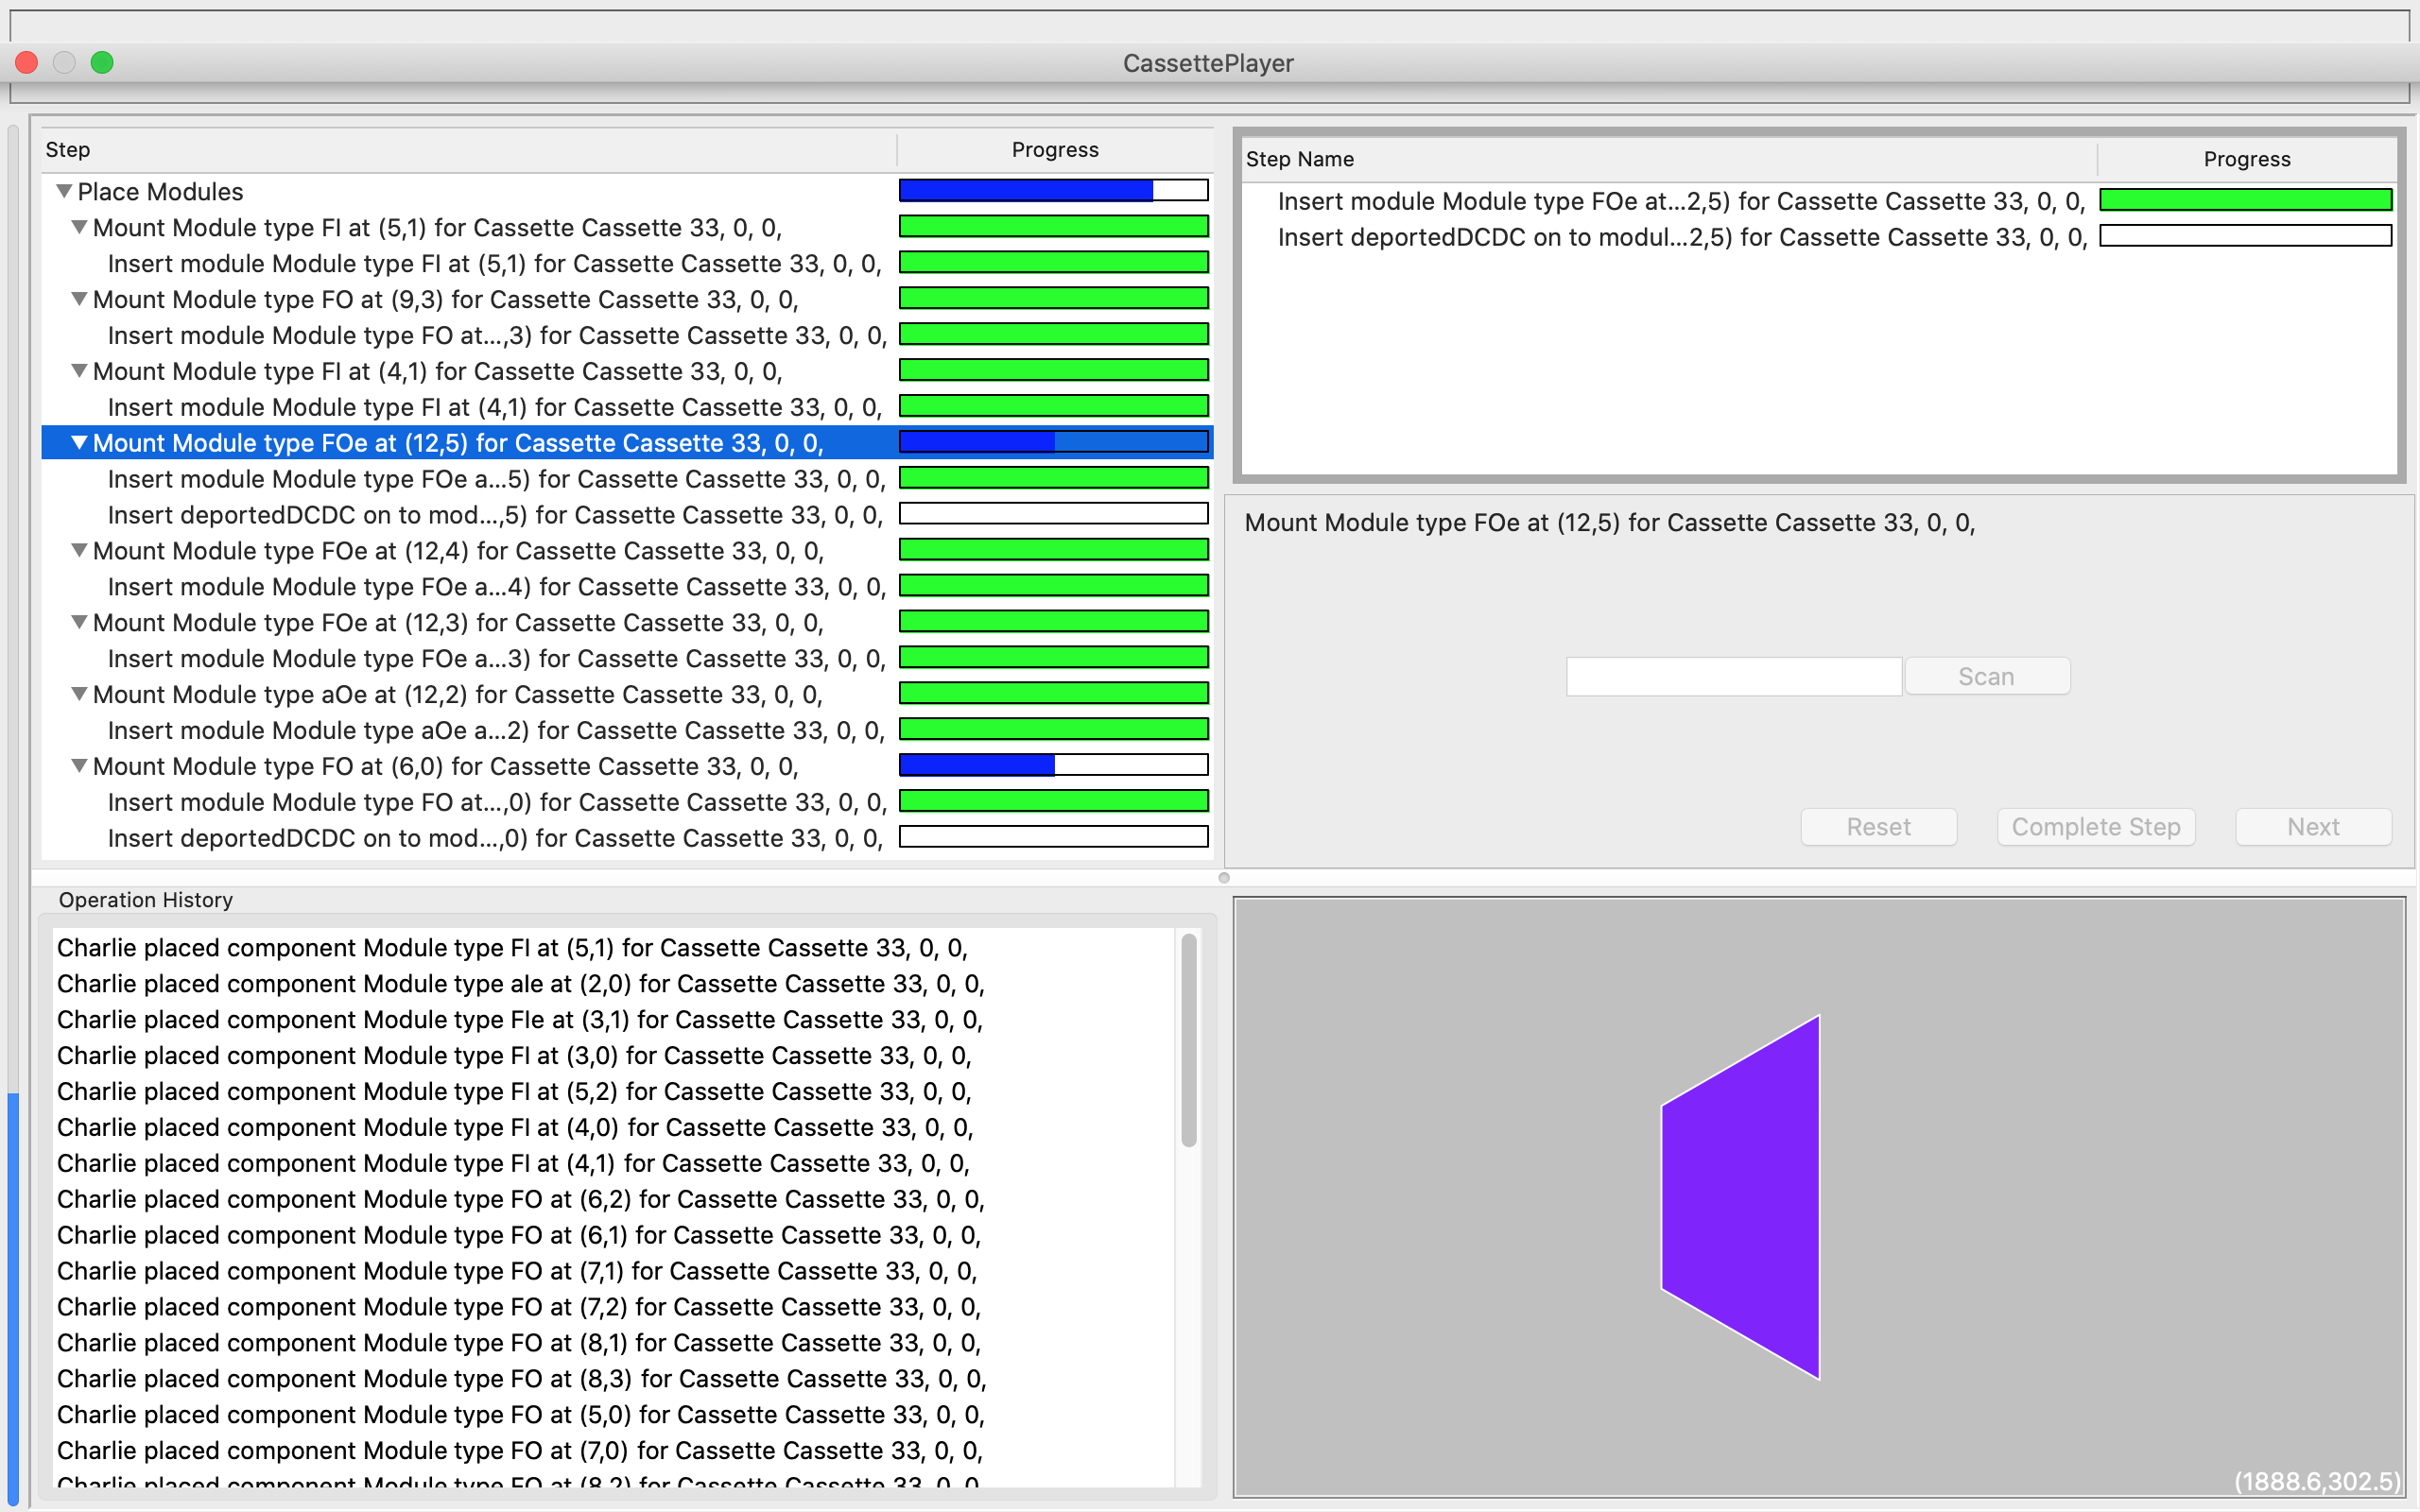 CassettePlayer
Step Progress
Place Modules
Mount Module type FI at (5,1) for Cassette Cassette 33, 0, 0,
Insert module Module type FI at (5,1) for Cassette Cassette 33, 0, 0,
Mount Module type FO at (9,3) for Cassette Cassette 33, 0, 0,
Insert module Module type FO at...,3) for Cassette Cassette 33, 0, 0,
Mount Module type FI at (4,1) for Cassette Cassette 33, 0, 0,
Insert module Module type FI at (4,1) for Cassette Cassette 33, 0, 0,
Mount Module type FOe at (12,5) for Cassette Cassette 33, 0, 0,
Insert module Module type FOe a...5) for Cassette Cassette 33, 0, 0,
Insert deportedDCDC on to mod...,5) for Cassette Cassette 33, 0, 0,
Mount Module type FOe at (12,4) for Cassette Cassette 33, 0, 0,
Insert module Module type FOe a...4) for Cassette Cassette 33, 0, 0,
Mount Module type FOe at (12,3) for Cassette Cassette 33, 0, 0,
Insert module Module type FOe a...3) for Cassette Cassette 33, 0, 0,
Mount Module type aOe at (12,2) for Cassette Cassette 33, 0, 0,
Insert module Module type aOe a...2) for Cassette Cassette 33, 0, 0,
Mount Module type FO at (6,0) for Cassette Cassette 33, 0, 0,
Insert module Module type FO at...,0) for Cassette Cassette 33, 0, 0,
Insert deportedDCDC on to mod...,0) for Cassette Cassette 33, 0, 0,
Step Name Progress
Insert module Module type FOe at...2,5) for Cassette Cassette 33, 0, 0,
Insert deportedDCDC on to modul...2,5) for Cassette Cassette 33, 0, 0,
Mount Module type FOe at (12,5) for Cassette Cassette 33, 0, 0,
Scan
Reset Complete Step Next
Operation History
Charlie placed component Module type FI at (5,1) for Cassette Cassette 33, 0, 0,
Charlie placed component Module type aIe at (2,0) for Cassette Cassette 33, 0, 0,
Charlie placed component Module type FIe at (3,1) for Cassette Cassette 33, 0, 0,
Charlie placed component Module type FI at (3,0) for Cassette Cassette 33, 0, 0,
Charlie placed component Module type FI at (5,2) for Cassette Cassette 33, 0, 0,
Charlie placed component Module type FI at (4,0) for Cassette Cassette 33, 0, 0,
Charlie placed component Module type FI at (4,1) for Cassette Cassette 33, 0, 0,
Charlie placed component Module type FO at (6,2) for Cassette Cassette 33, 0, 0,
Charlie placed component Module type FO at (6,1) for Cassette Cassette 33, 0, 0,
Charlie placed component Module type FO at (7,1) for Cassette Cassette 33, 0, 0,
Charlie placed component Module type FO at (7,2) for Cassette Cassette 33, 0, 0,
Charlie placed component Module type FO at (8,1) for Cassette Cassette 33, 0, 0,
Charlie placed component Module type FO at (8,3) for Cassette Cassette 33, 0, 0,
Charlie placed component Module type FO at (5,0) for Cassette Cassette 33, 0, 0,
Charlie placed component Module type FO at (7,0) for Cassette Cassette 33, 0, 0,
Charlie placed component Module type FO at (8,2) for Cassette Cassette 33, 0, 0,
(1888.6,302.5)